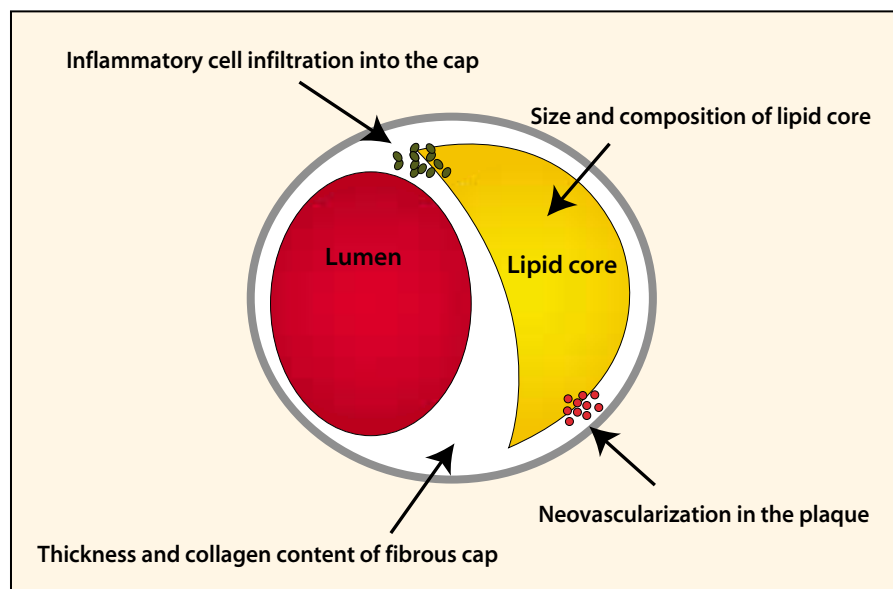 Inflammatory cell infiltration into the cap
Size and composition of lipid core
Lumen
Lipid core
Neovascularization in the plaque
Thickness and collagen content of fibrous cap